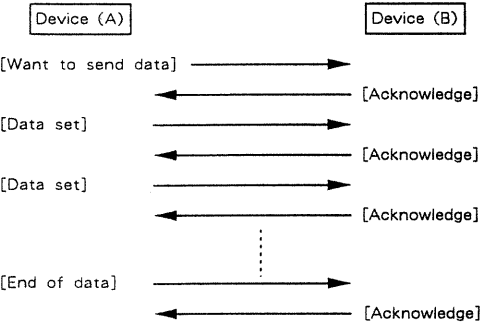 Device (A)
Device (B)
[Want to send data]
[Acknowledge]
[Data set]
[Acknowledge]
[Data set]
[Acknowledge]
[End of data]
[Acknowledge]